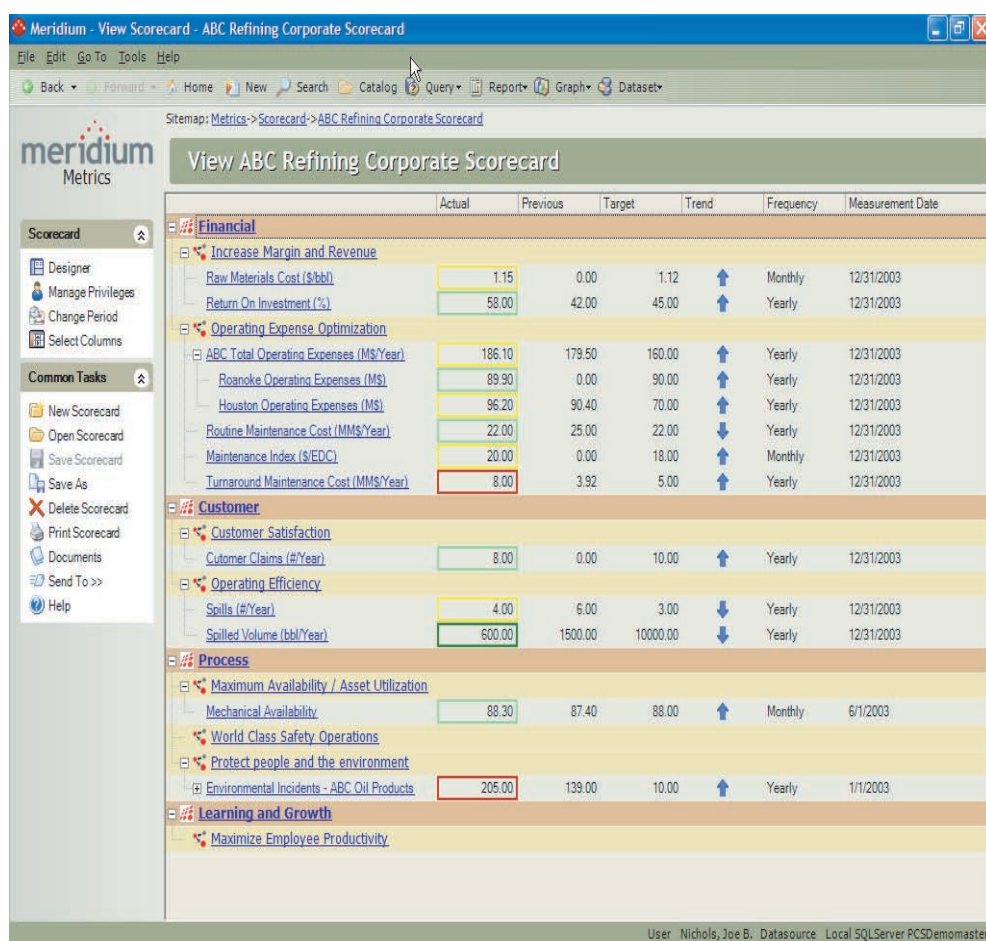 Meridium - View Scorecard - ABC Refining Corporate Scorecard
File Edit Go To Tools Help
Back Forward Home New Search Catalog Query Report Graph Dataset
Sitemap: Metrics->Scorecard->ABC Refining Corporate Scorecard
meridium
Metrics
View ABC Refining Corporate Scorecard
Scorecard
Designer
Manage Privileges
Change Period
Select Columns
Common Tasks
New Scorecard
Open Scorecard
Save Scorecard
Save As
Delete Scorecard
Print Scorecard
Documents
Send To >>
Help
Actual Previous Target Trend Frequency Measurement Date
Financial
Increase Margin and Revenue
Raw Materials Cost ($/bbl) 1.15 0.00 1.12 Monthly 12/31/2003
Return On Investment (%) 58.00 42.00 45.00 Yearly 12/31/2003
Operating Expense Optimization
ABC Total Operating Expenses (M$/Year) 186.10 179.50 160.00 Yearly 12/31/2003
Roanoke Operating Expenses (M$) 89.90 0.00 90.00 Yearly 12/31/2003
Houston Operating Expenses (M$) 96.20 90.40 70.00 Yearly 12/31/2003
Routine Maintenance Cost (MM$/Year) 22.00 25.00 22.00 Yearly 12/31/2003
Maintenance Index ($/EDC) 20.00 0.00 18.00 Monthly 12/31/2003
Turnaround Maintenance Cost (MM$/Year) 8.00 3.92 5.00 Yearly 12/31/2003
Customer
Customer Satisfaction
Cutomer Claims (#/Year) 8.00 0.00 10.00 Yearly 12/31/2003
Operating Efficiency
Spills (#/Year) 4.00 6.00 3.00 Yearly 12/31/2003
Spilled Volume (bbl/Year) 600.00 1500.00 10000.00 Yearly 12/31/2003
Process
Maximum Availability / Asset Utilization
Mechanical Availability 88.30 87.40 88.00 Monthly 6/1/2003
World Class Safety Operations
Protect people and the environment
Environmental Incidents - ABC Oil Products 205.00 139.00 10.00 Yearly 1/1/2003
Learning and Growth
Maximize Employee Productivity
User Nichols, Joe B. Datasource Local SQLServer PCSDemomaster